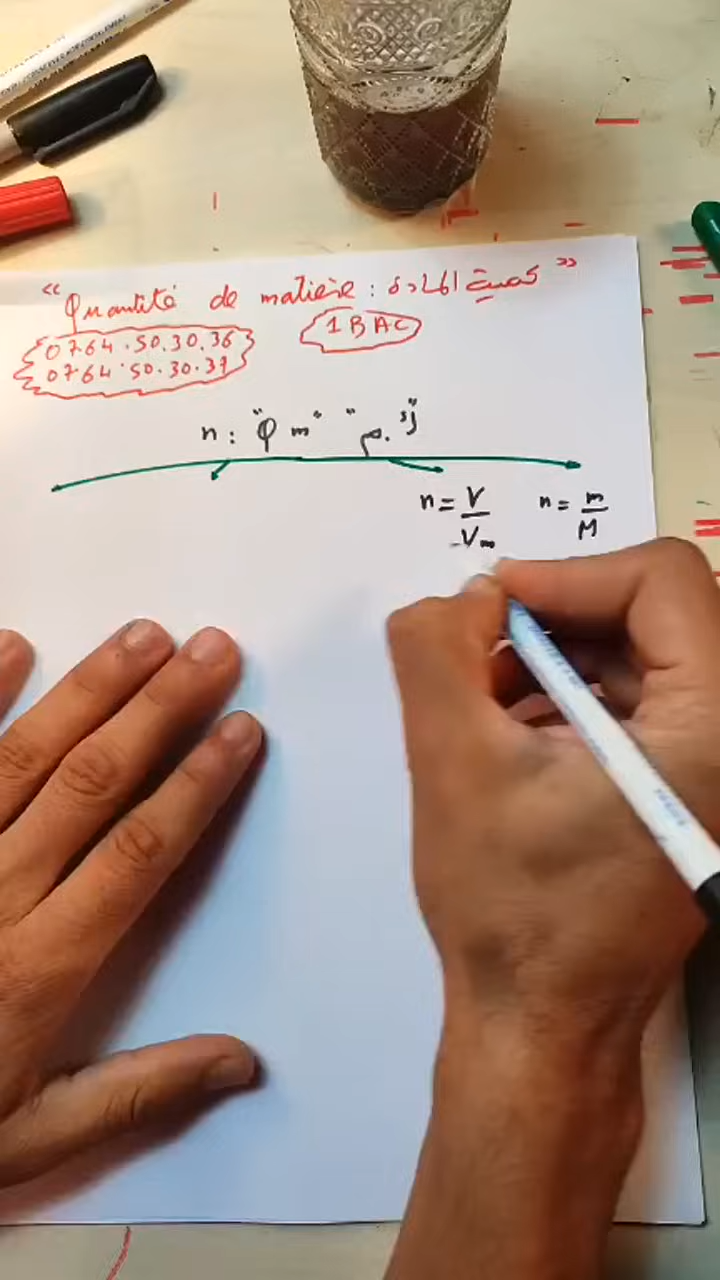 “Quantité de matière : كمية المادة”
1 BAC
0764.50.30.36
0764.50.30.37
n : "Q m" "ك.م"
n = V / Vm
n = m / M